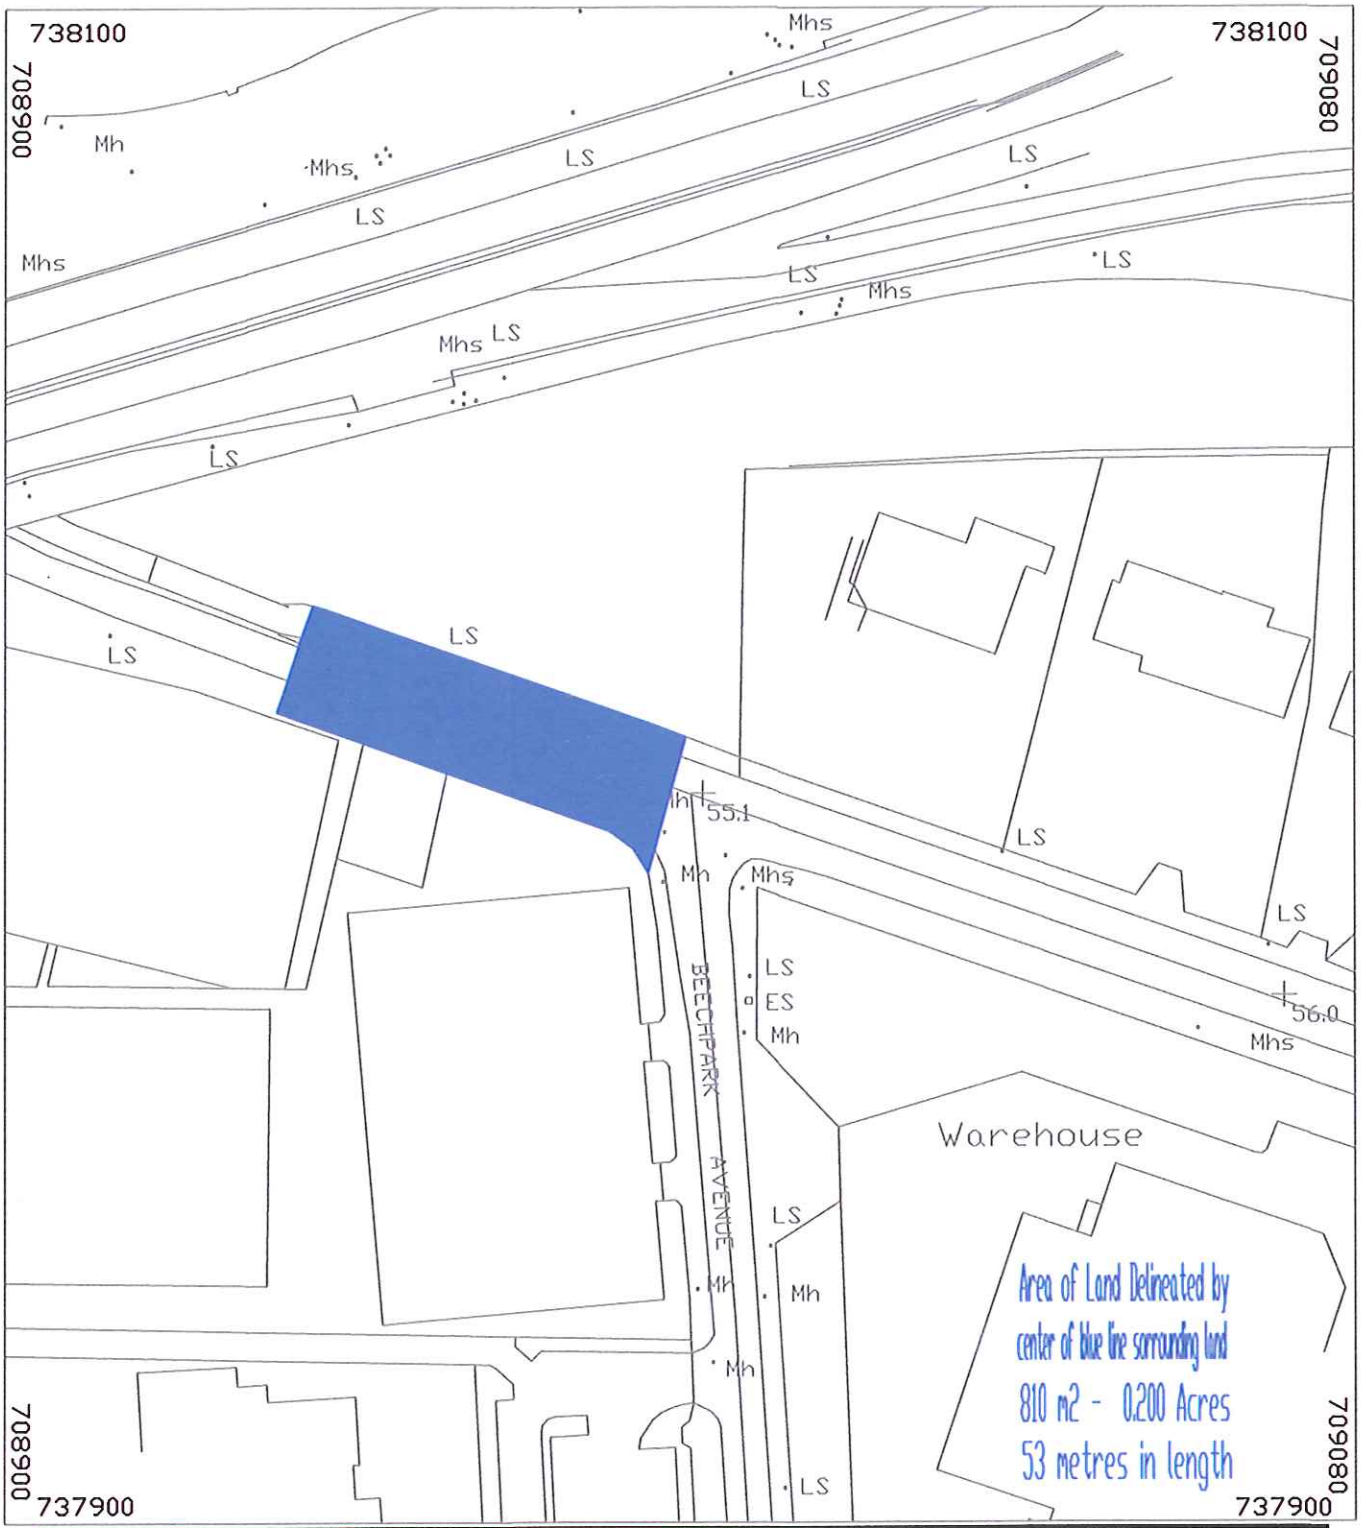 738100
738100
708900
709080
Mhs
LS
Mh
Mhs
LS
LS
LS
Mhs
LS
LS
Mhs
LS
Mhs
LS
LS
LS
55.1
Mh
Mhs
LS
LS
LS
BEECHPARK
ES
56.0
Mh
Mhs
Warehouse
AVENUE
LS
Mh
Mh
Mh
LS
Area of Land Delineated by
center of blue line sorrounding land
810 m2 - 0.200 Acres
53 metres in length
708900
709080
737900
737900